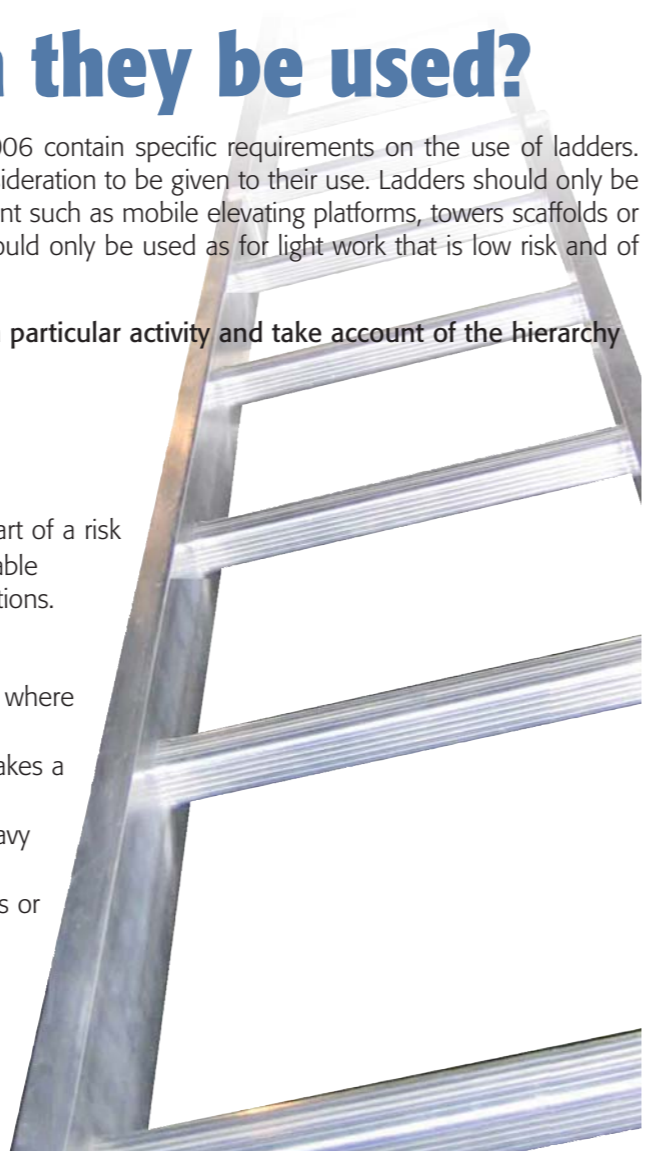 they be used?
006 contain specific requirements on the use of ladders.
ideration to be given to their use. Ladders should only be
nt such as mobile elevating platforms, towers scaffolds or
ould only be used as for light work that is low risk and of
particular activity and take account of the hierarchy
art of a risk
able
tions.
where
akes a
avy
s or